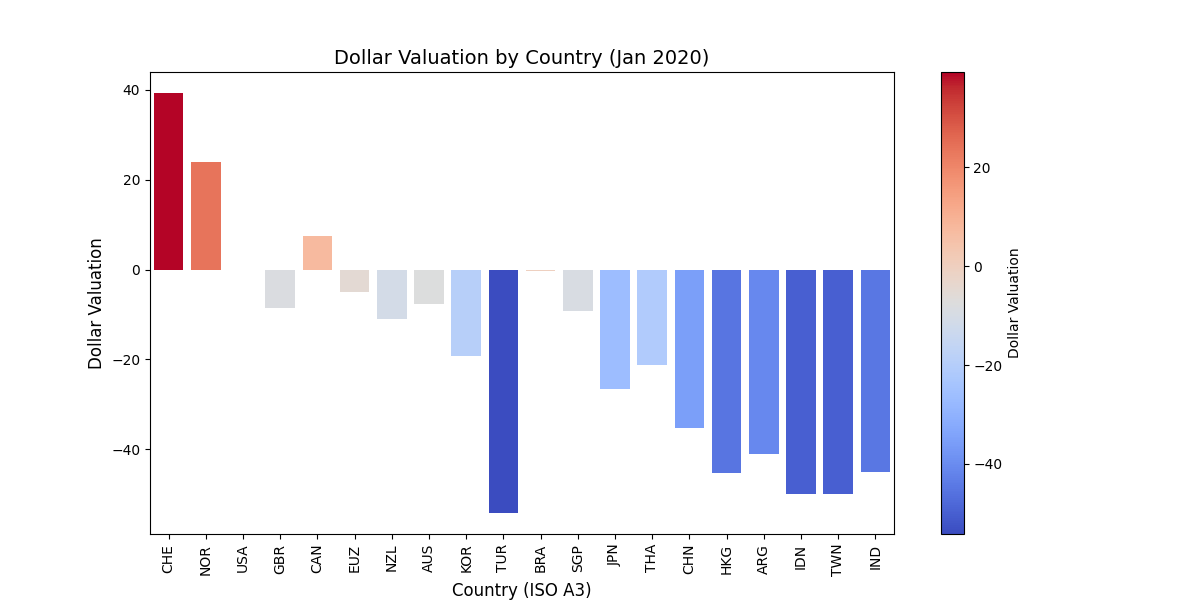 Dollar Valuation by Country (Jan 2020)
Dollar Valuation
40
20
0
−20
−40
CHE NOR USA GBR CAN EUZ NZL AUS KOR TUR BRA SGP JPN THA CHN HKG ARG IDN TWN IND
Country (ISO A3)
20
0
−20
−40
Dollar Valuation